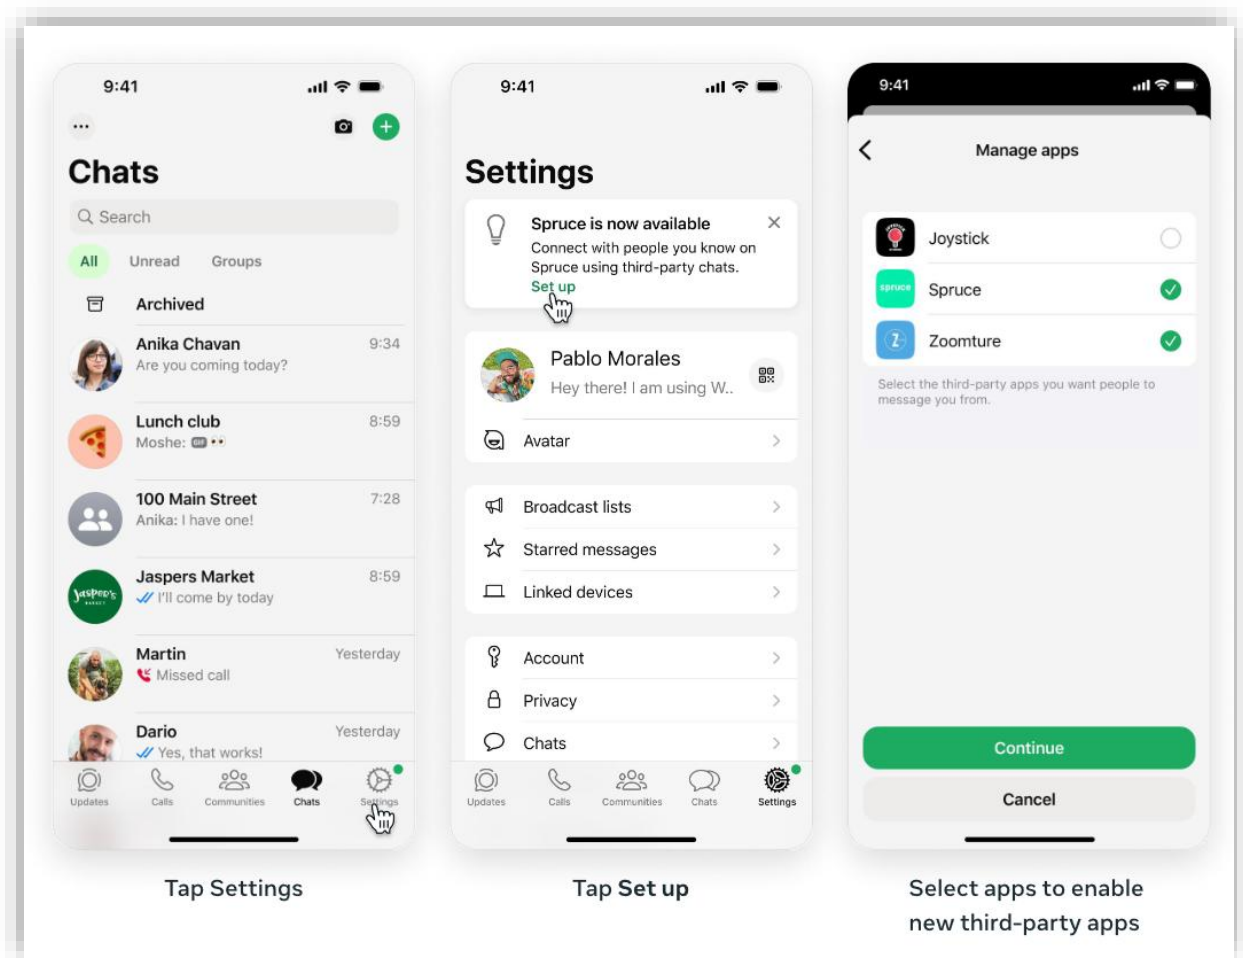 9:41
Chats
Search
All Unread Groups
Archived
Anika Chavan 9:34
Are you coming today?
Lunch club 8:59
Moshe: GIF 👀
100 Main Street 7:28
Anika: I have one!
Jasper's
MARKET
Jaspers Market 8:59
I'll come by today
Martin Yesterday
Missed call
Dario Yesterday
Yes, that works!
Updates Calls Communities Chats Settings
Tap Settings
9:41
Settings
Spruce is now available
Connect with people you know on
Spruce using third-party chats.
Set up
Pablo Morales
Hey there! I am using W..
Avatar
Broadcast lists
Starred messages
Linked devices
Account
Privacy
Chats
Updates Calls Communities Chats Settings
Tap Set up
9:41
Manage apps
JOYSTICK
Joystick
spruce
Spruce
Z
Zoomture
Select the third-party apps you want people to
message you from.
Continue
Cancel
Select apps to enable
new third-party apps